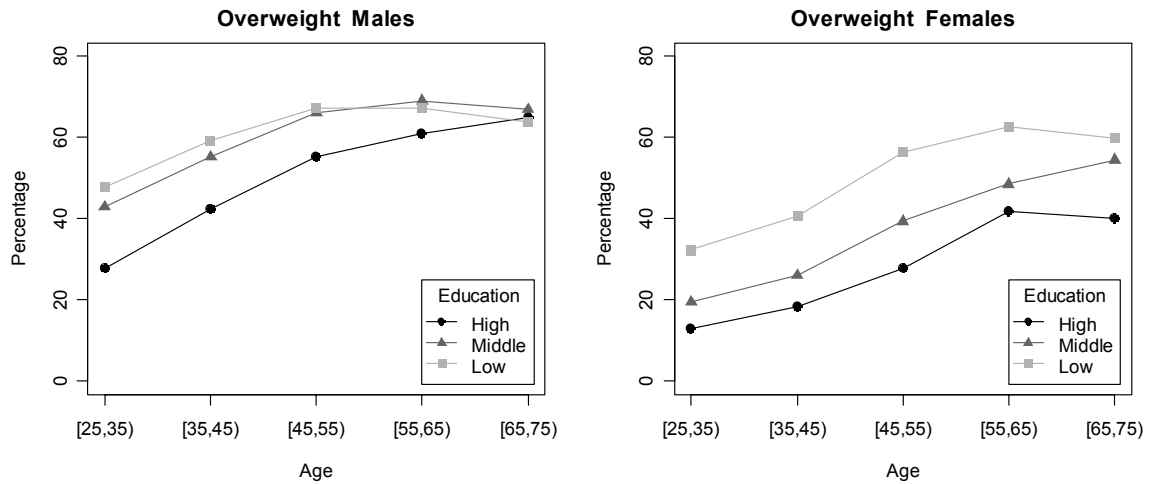 Overweight Males
Percentage
80
60
40
20
0
Education
High
Middle
Low
[25,35) [35,45) [45,55) [55,65) [65,75)
Age
Overweight Females
Percentage
80
60
40
20
0
Education
High
Middle
Low
[25,35) [35,45) [45,55) [55,65) [65,75)
Age